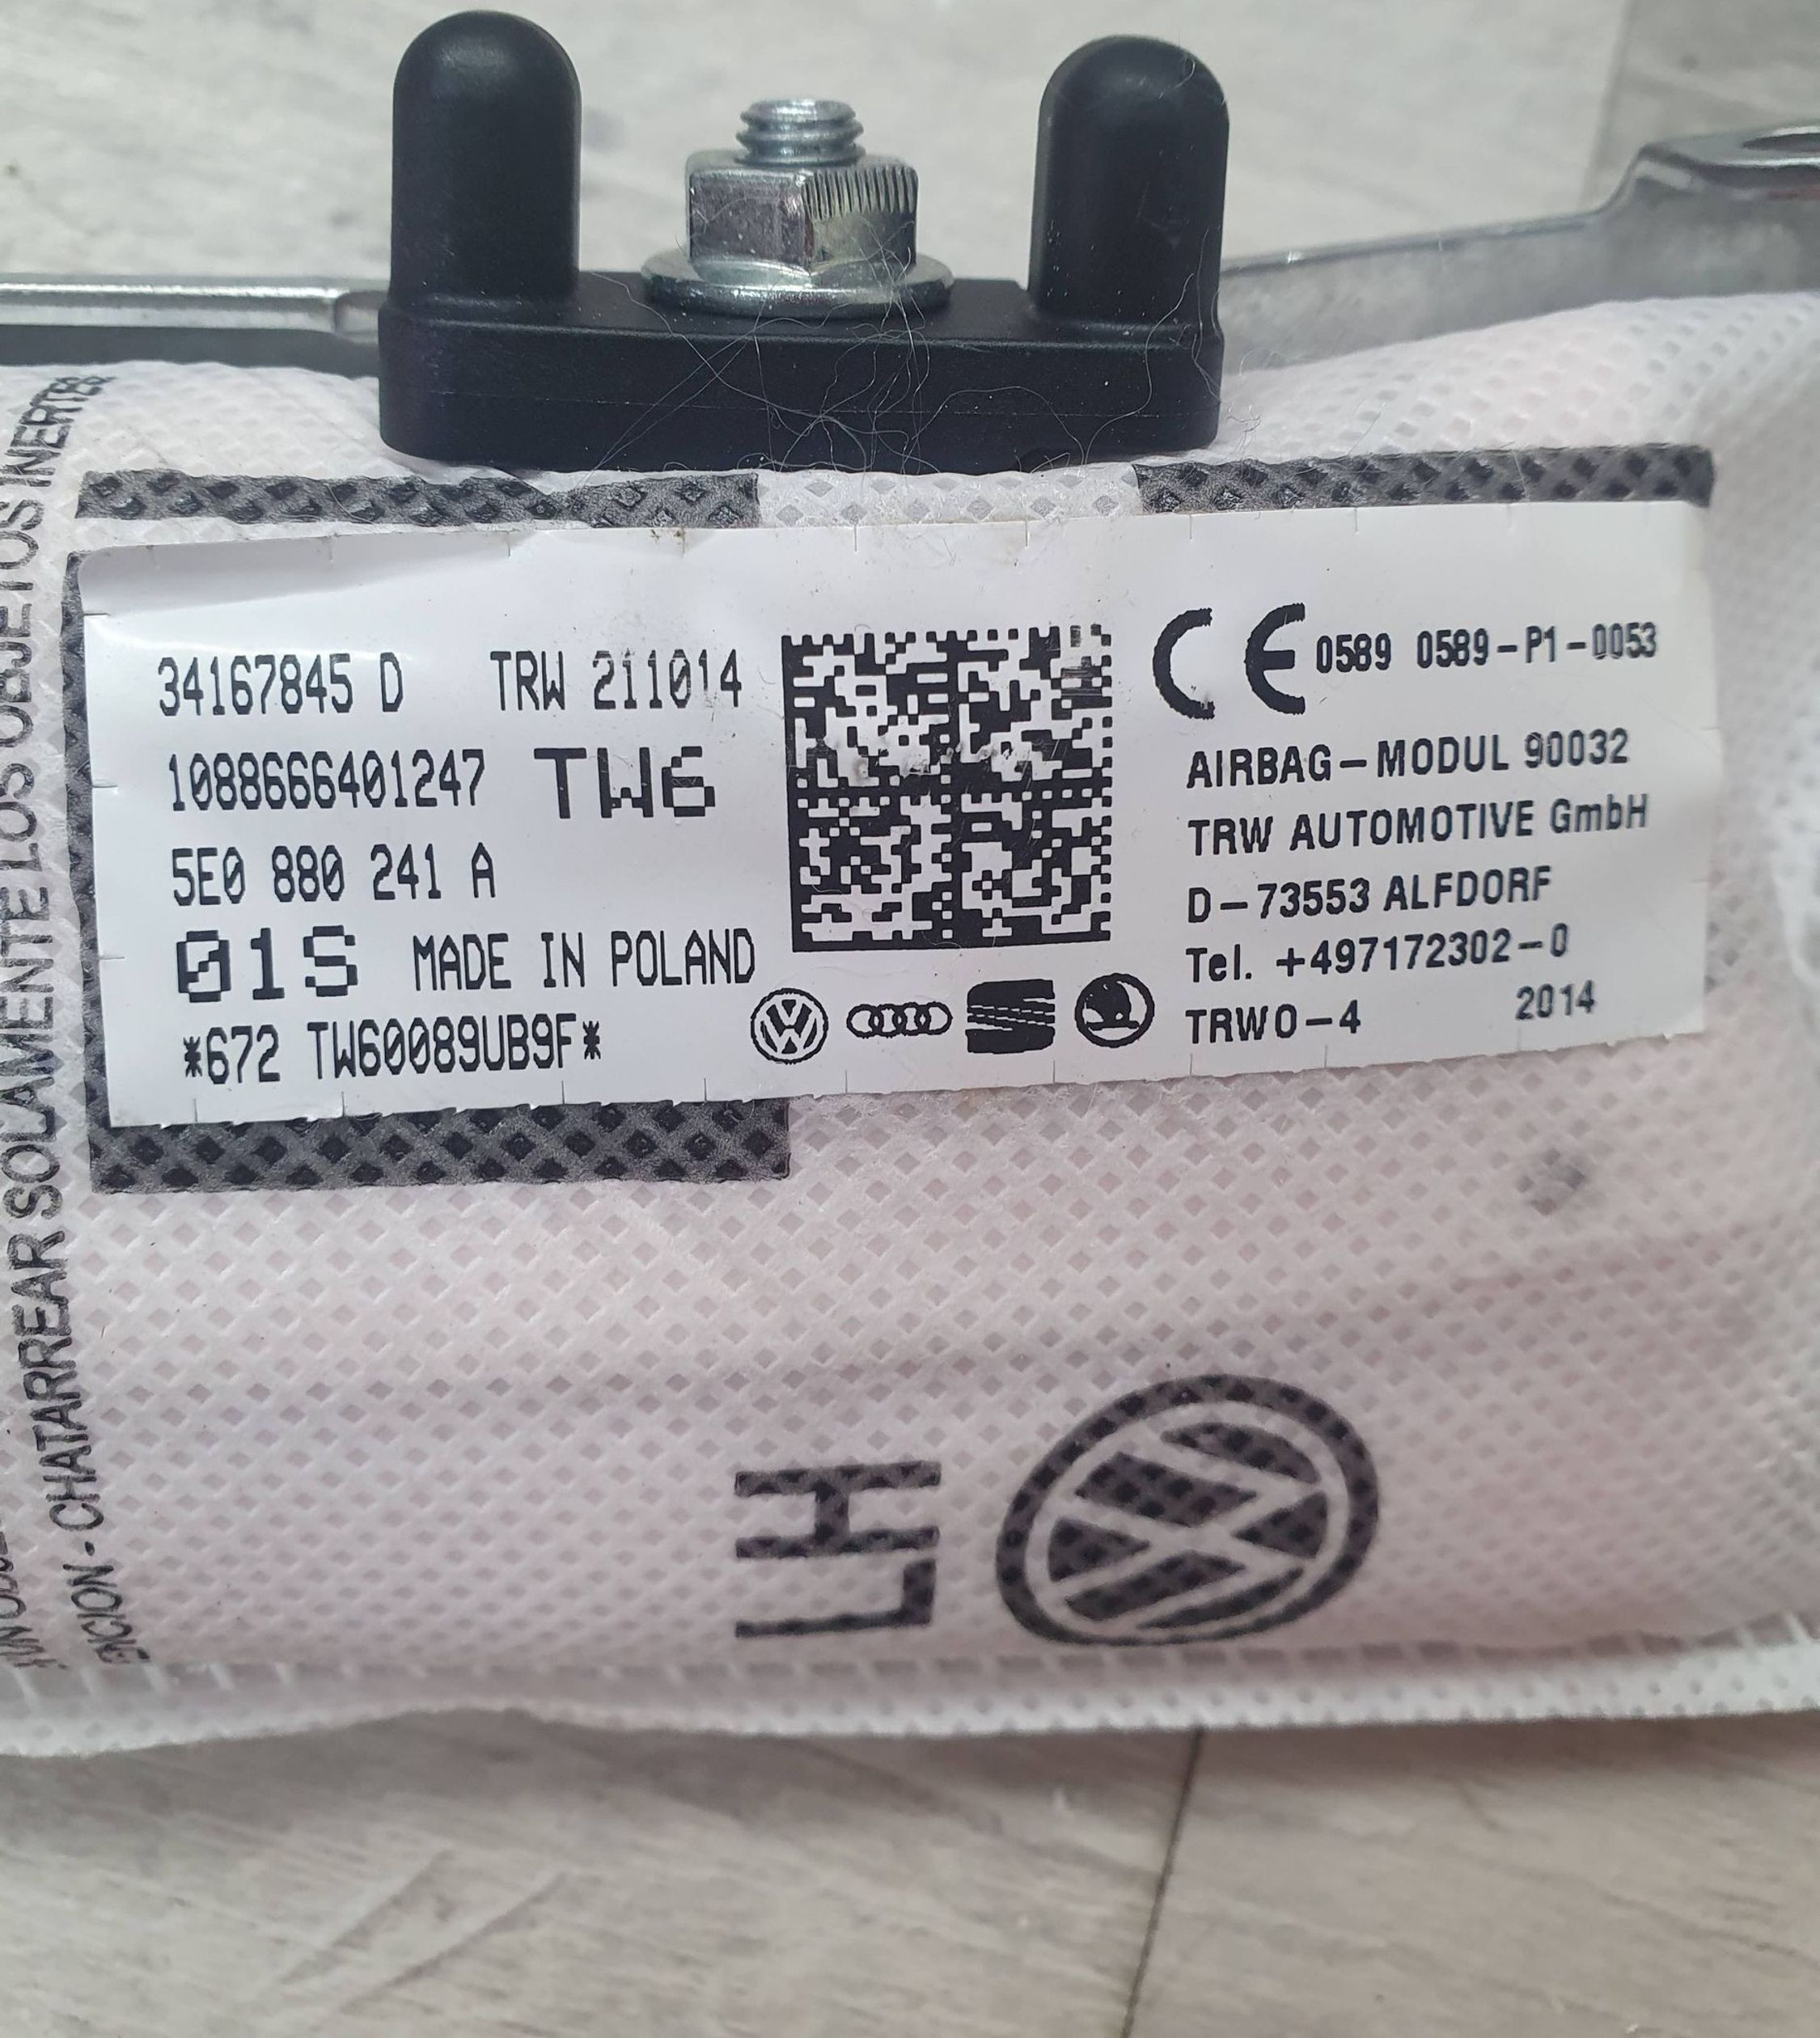 34167845 D TRW 211014
1088666401247 TW6
5E0 880 241 A
01S MADE IN POLAND
*672 TW60089UB9F*
CE 0589 0589-P1-0053
AIRBAG-MODUL 90032
TRW AUTOMOTIVE GmbH
D-73553 ALFDORF
Tel. +497172302-0
TRWO-4 2014
SOLAMENTE LOS OBJETOS INERTES
CHATARREAR
LH